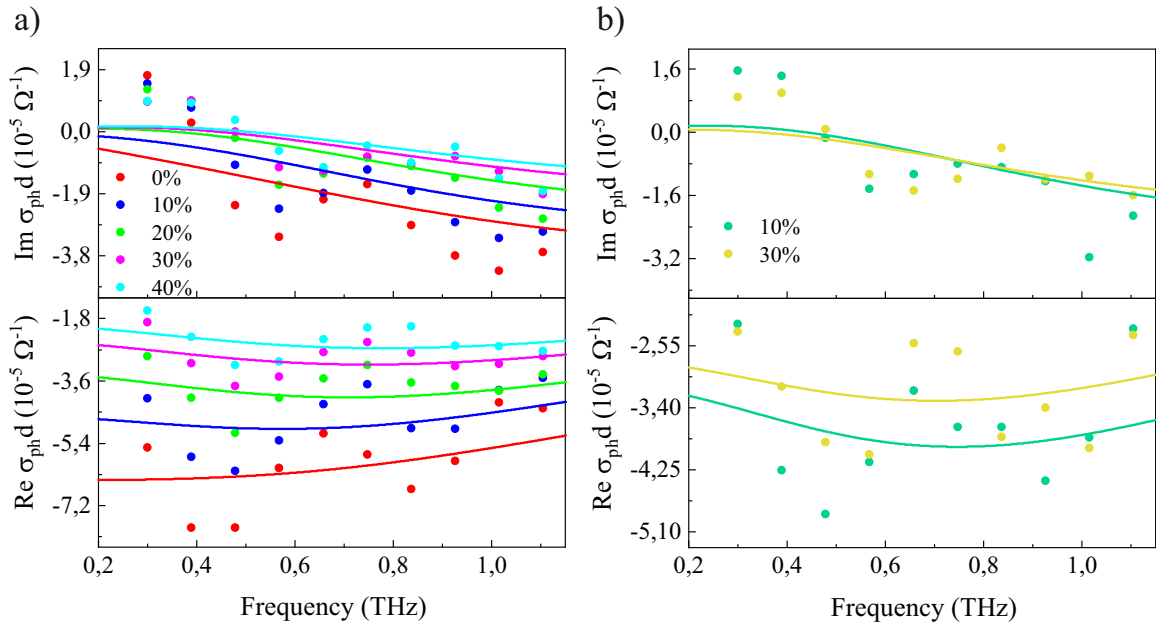 a)
Im σphd (10-5 Ω-1)
1,9
0,0
-1,9
-3,8
0%
10%
20%
30%
40%
Re σphd (10-5 Ω-1)
-1,8
-3,6
-5,4
-7,2
0,2 0,4 0,6 0,8 1,0
Frequency (THz)
b)
Im σphd (10-5 Ω-1)
1,6
0,0
-1,6
-3,2
10%
30%
Re σphd (10-5 Ω-1)
-2,55
-3,40
-4,25
-5,10
0,2 0,4 0,6 0,8 1,0
Frequency (THz)